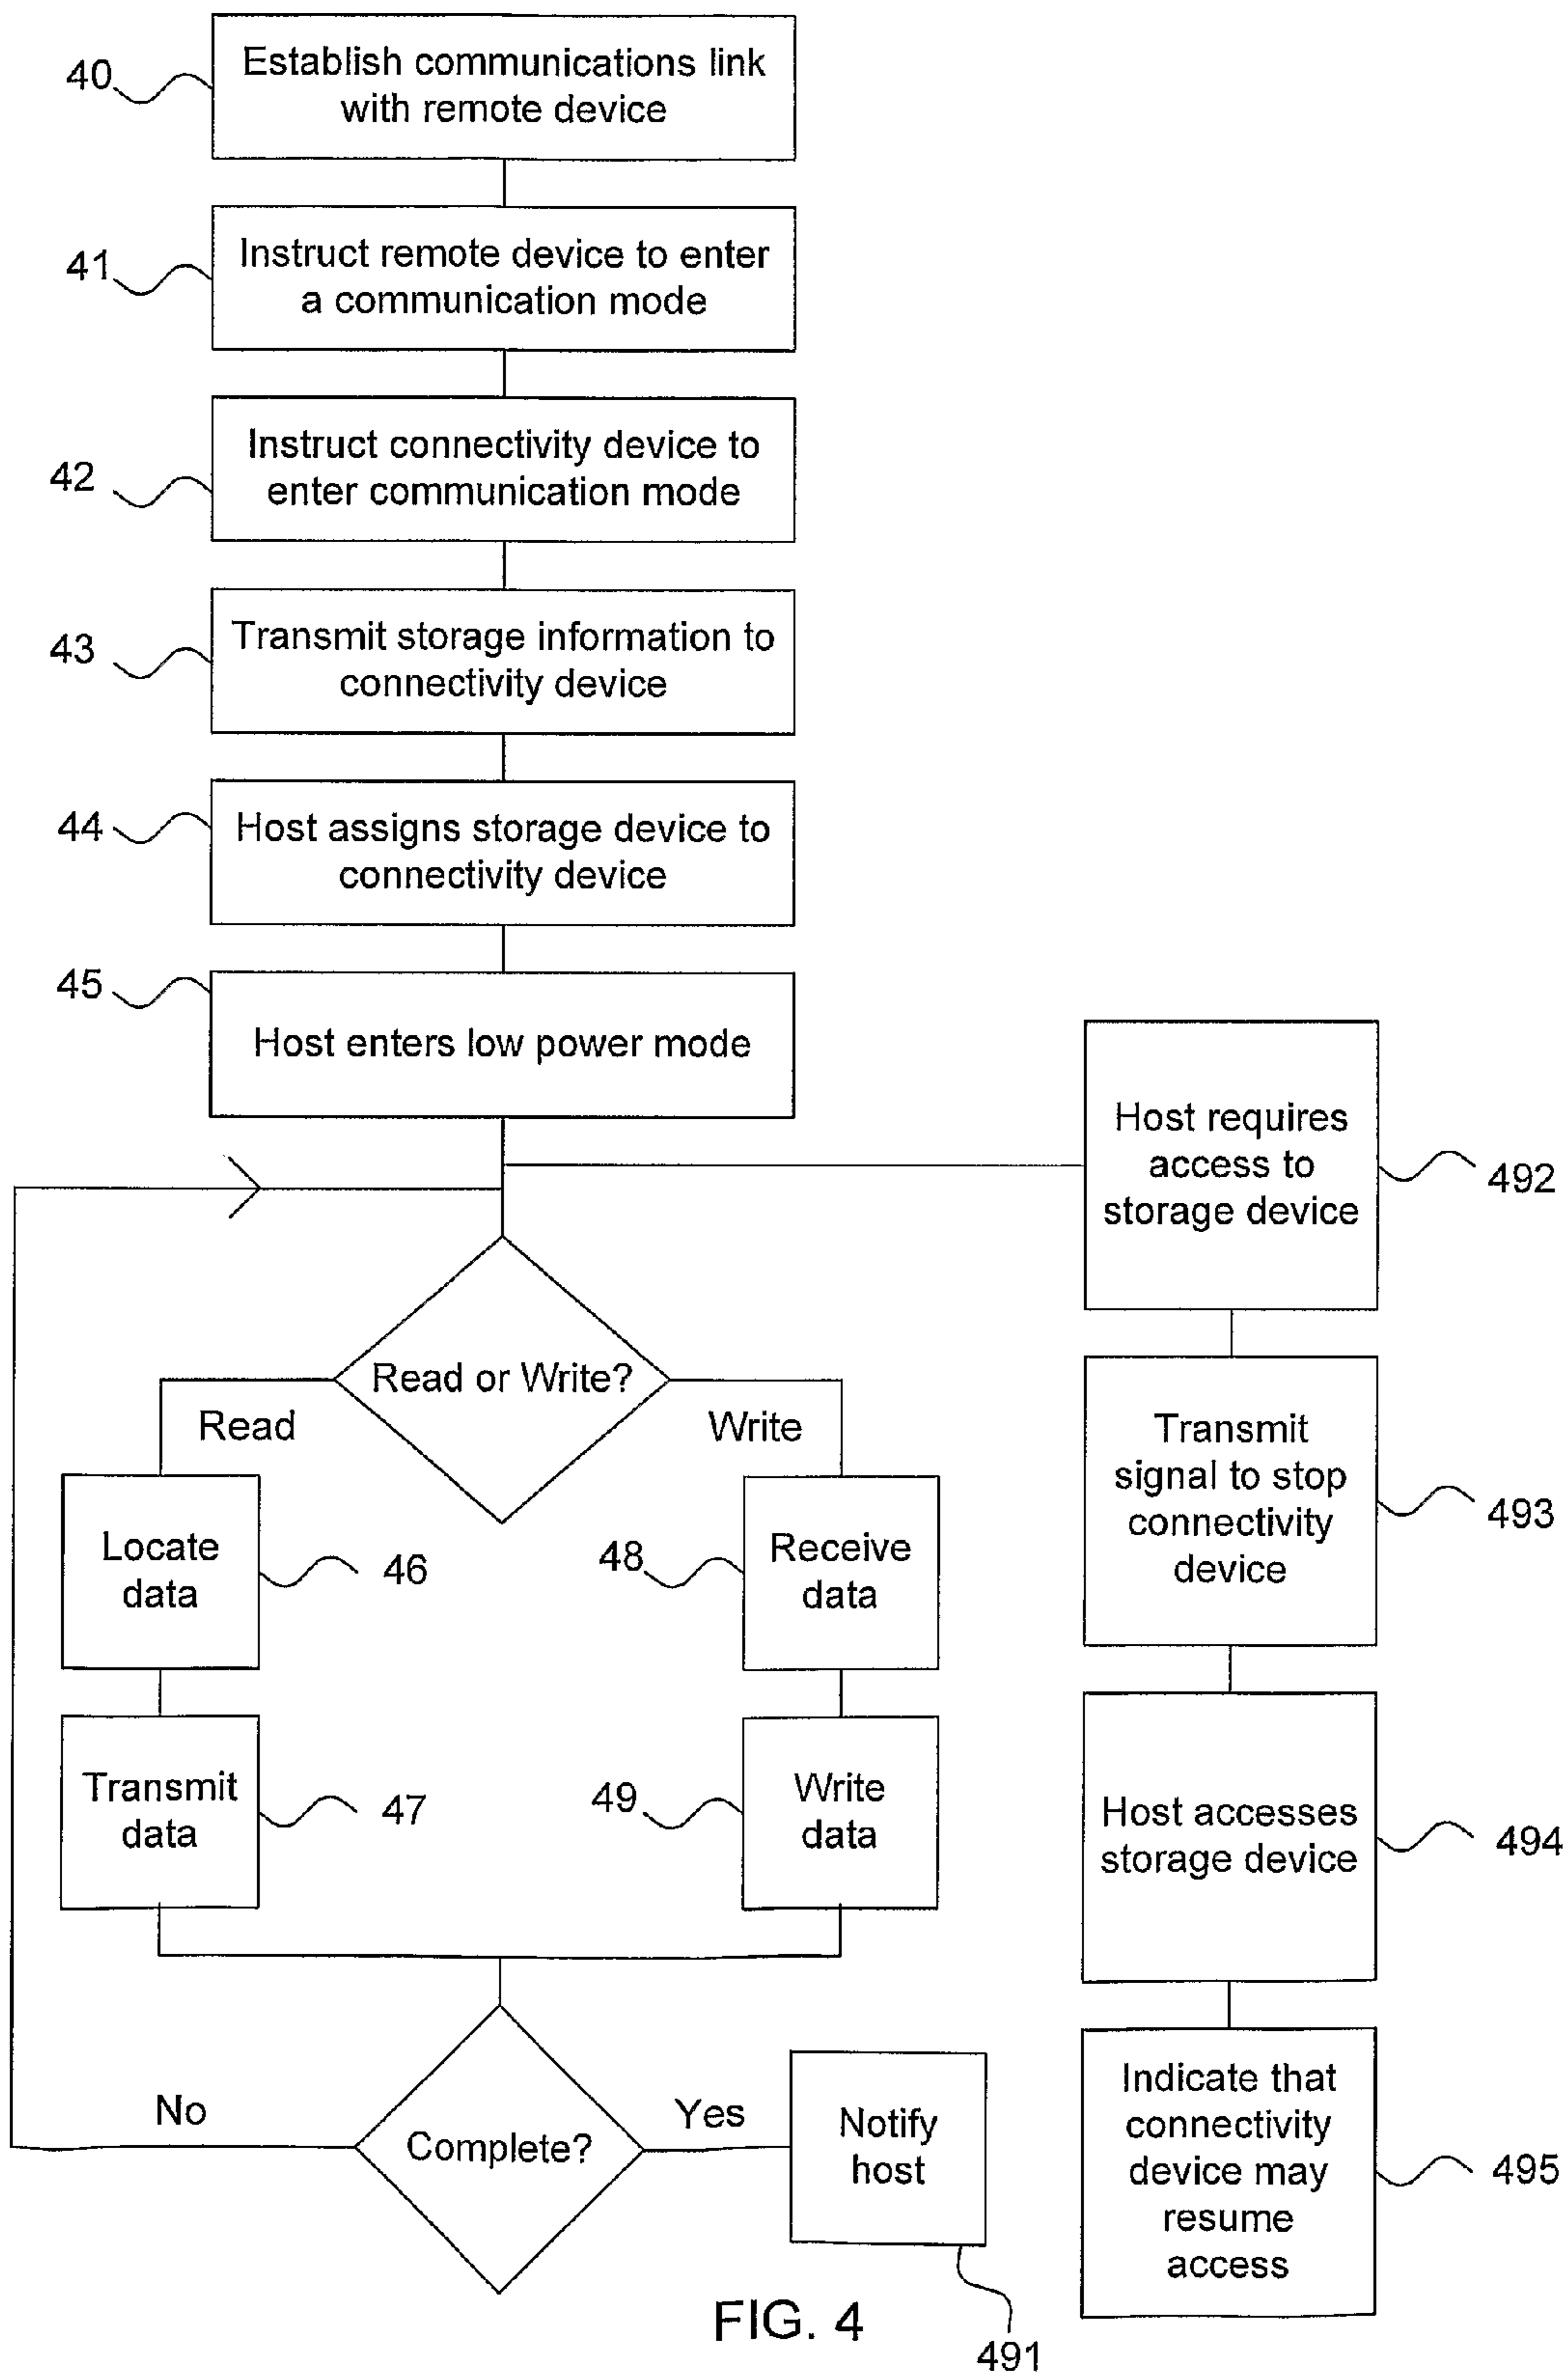 40
Establish communications link
with remote device
41
Instruct remote device to enter
a communication mode
42
Instruct connectivity device to
enter communication mode
43
Transmit storage information to
connectivity device
44
Host assigns storage device to
connectivity device
45
Host enters low power mode
Host requires
access to
storage device
492
Read or Write?
Read
Write
Transmit
signal to stop
connectivity
device
493
Locate
data
46
48
Receive
data
Transmit
data
47
49
Write
data
Host accesses
storage device
494
No
Complete?
Yes
Notify
host
491
Indicate that
connectivity
device may
resume
access
495
FIG. 4